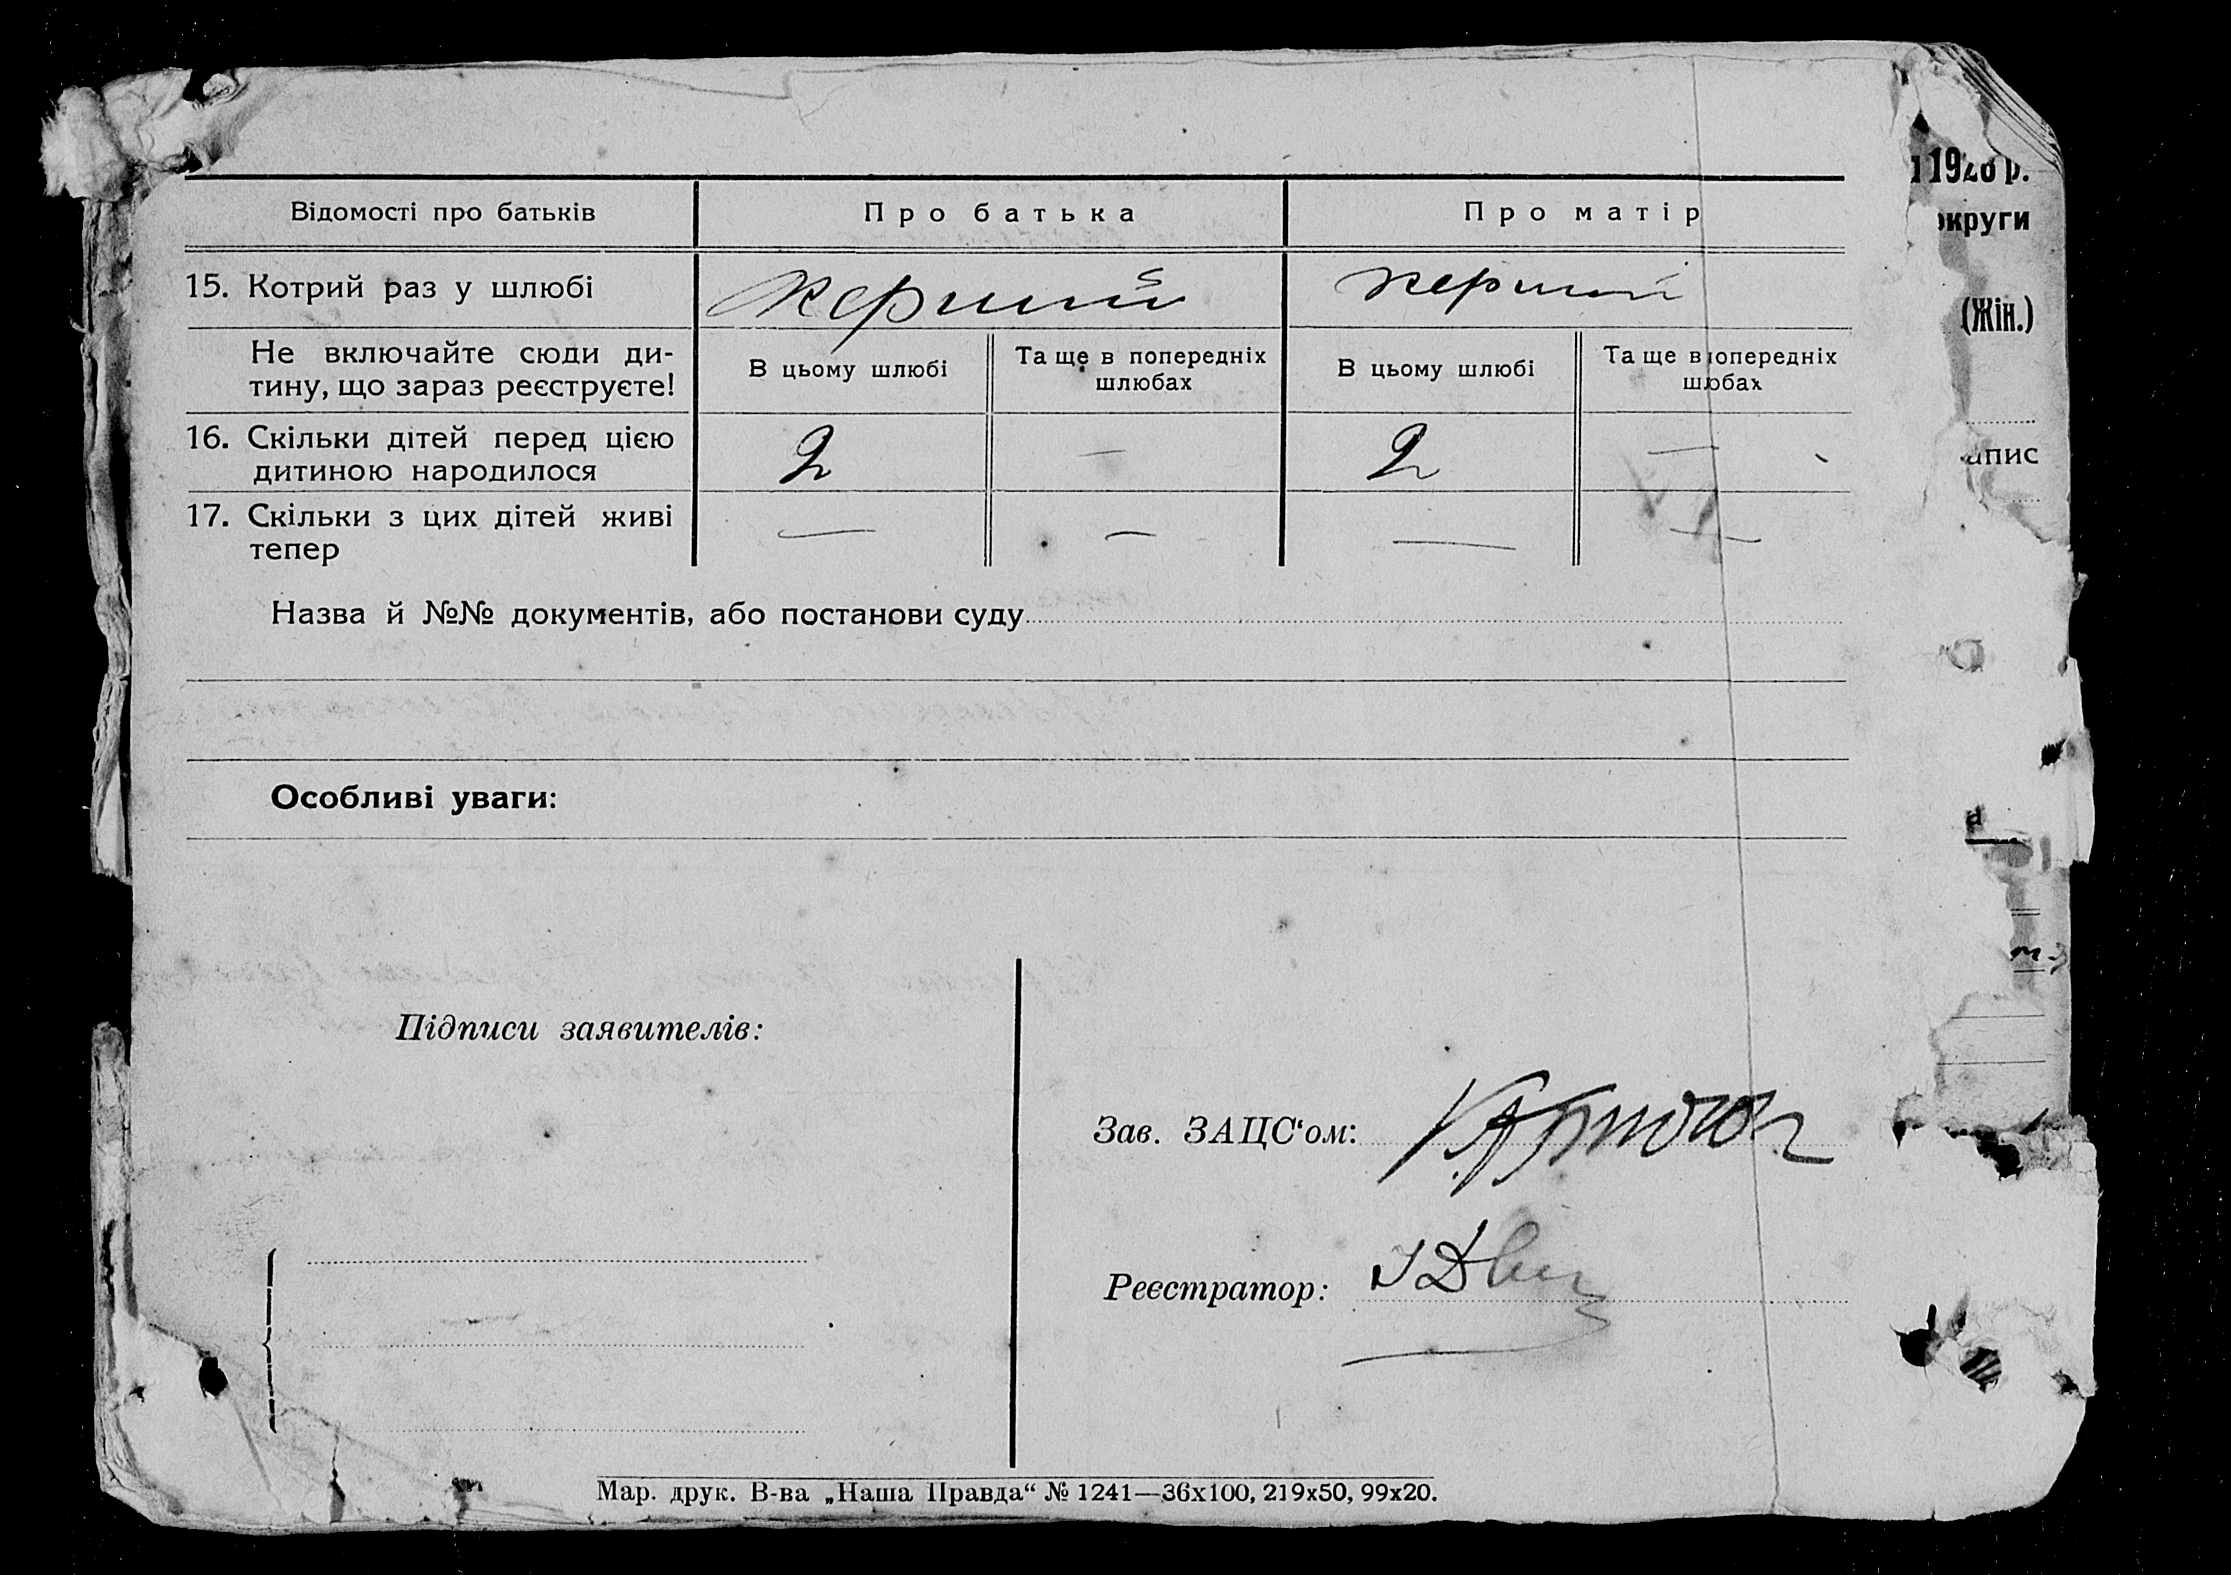 Відомості про батьків Про батька Про матір
15. Котрий раз у шлюбі перший перший
Не включайте сюди ди-
тину, що зараз реєструєте!
В цьому шлюбі
Та ще в попередніх
шлюбах
В цьому шлюбі
Та ще в попередніх
шлюбах
16. Скільки дітей перед цією
дитиною народилося
2 — 2 —
17. Скільки з цих дітей живі
тепер
— — — —
Назва й №№ документів, або постанови суду
Особливі уваги:
Підписи заявителів:
Зав. ЗАЦС‘ом:
Реєстратор:
Мар. друк. В-ва „Наша Правда“ № 1241—36х100, 219х50, 99х20.
1928 р.
округи
(Жін.)